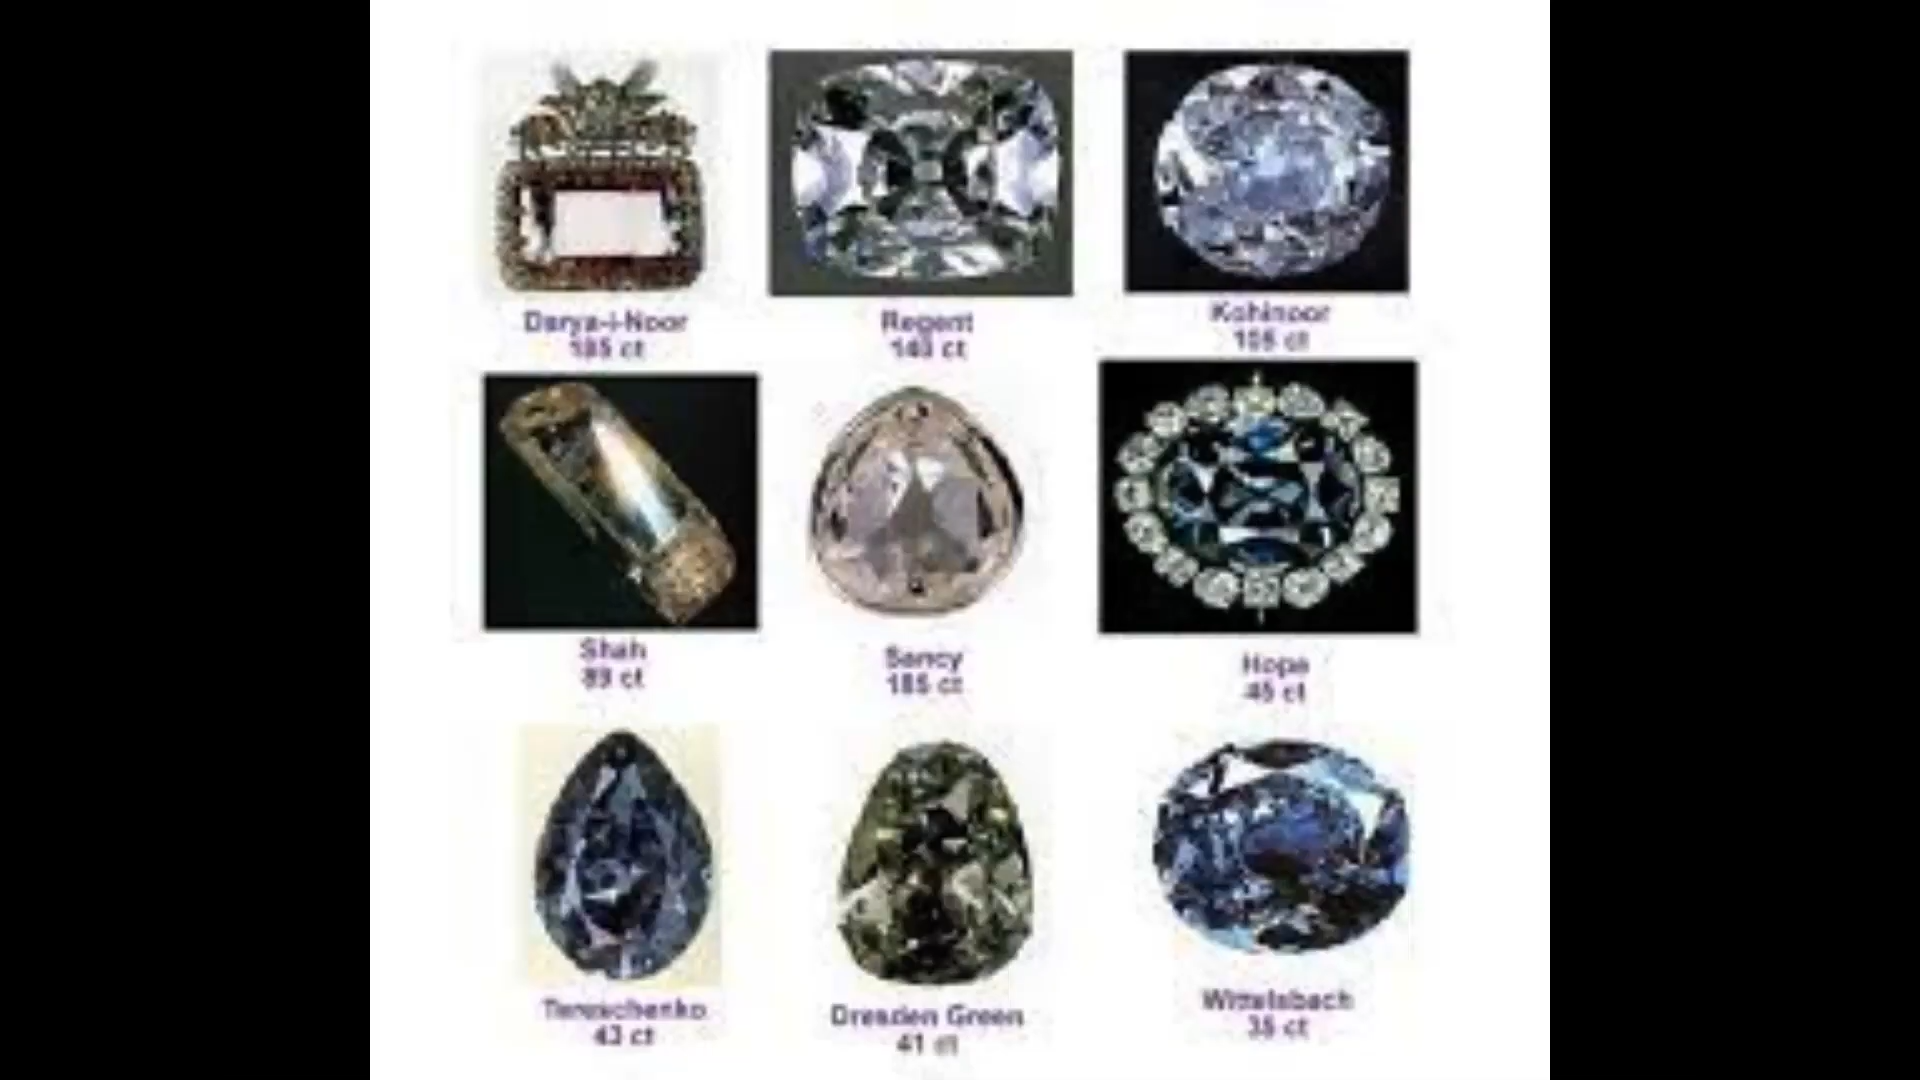 Darya-i-Noor
185 ct
Regent
140 ct
Kohinoor
105 ct
Shah
89 ct
Sancy
185 ct
Hope
45 ct
Tereschenko
43 ct
Dresden Green
41 ct
Wittelsbach
35 ct